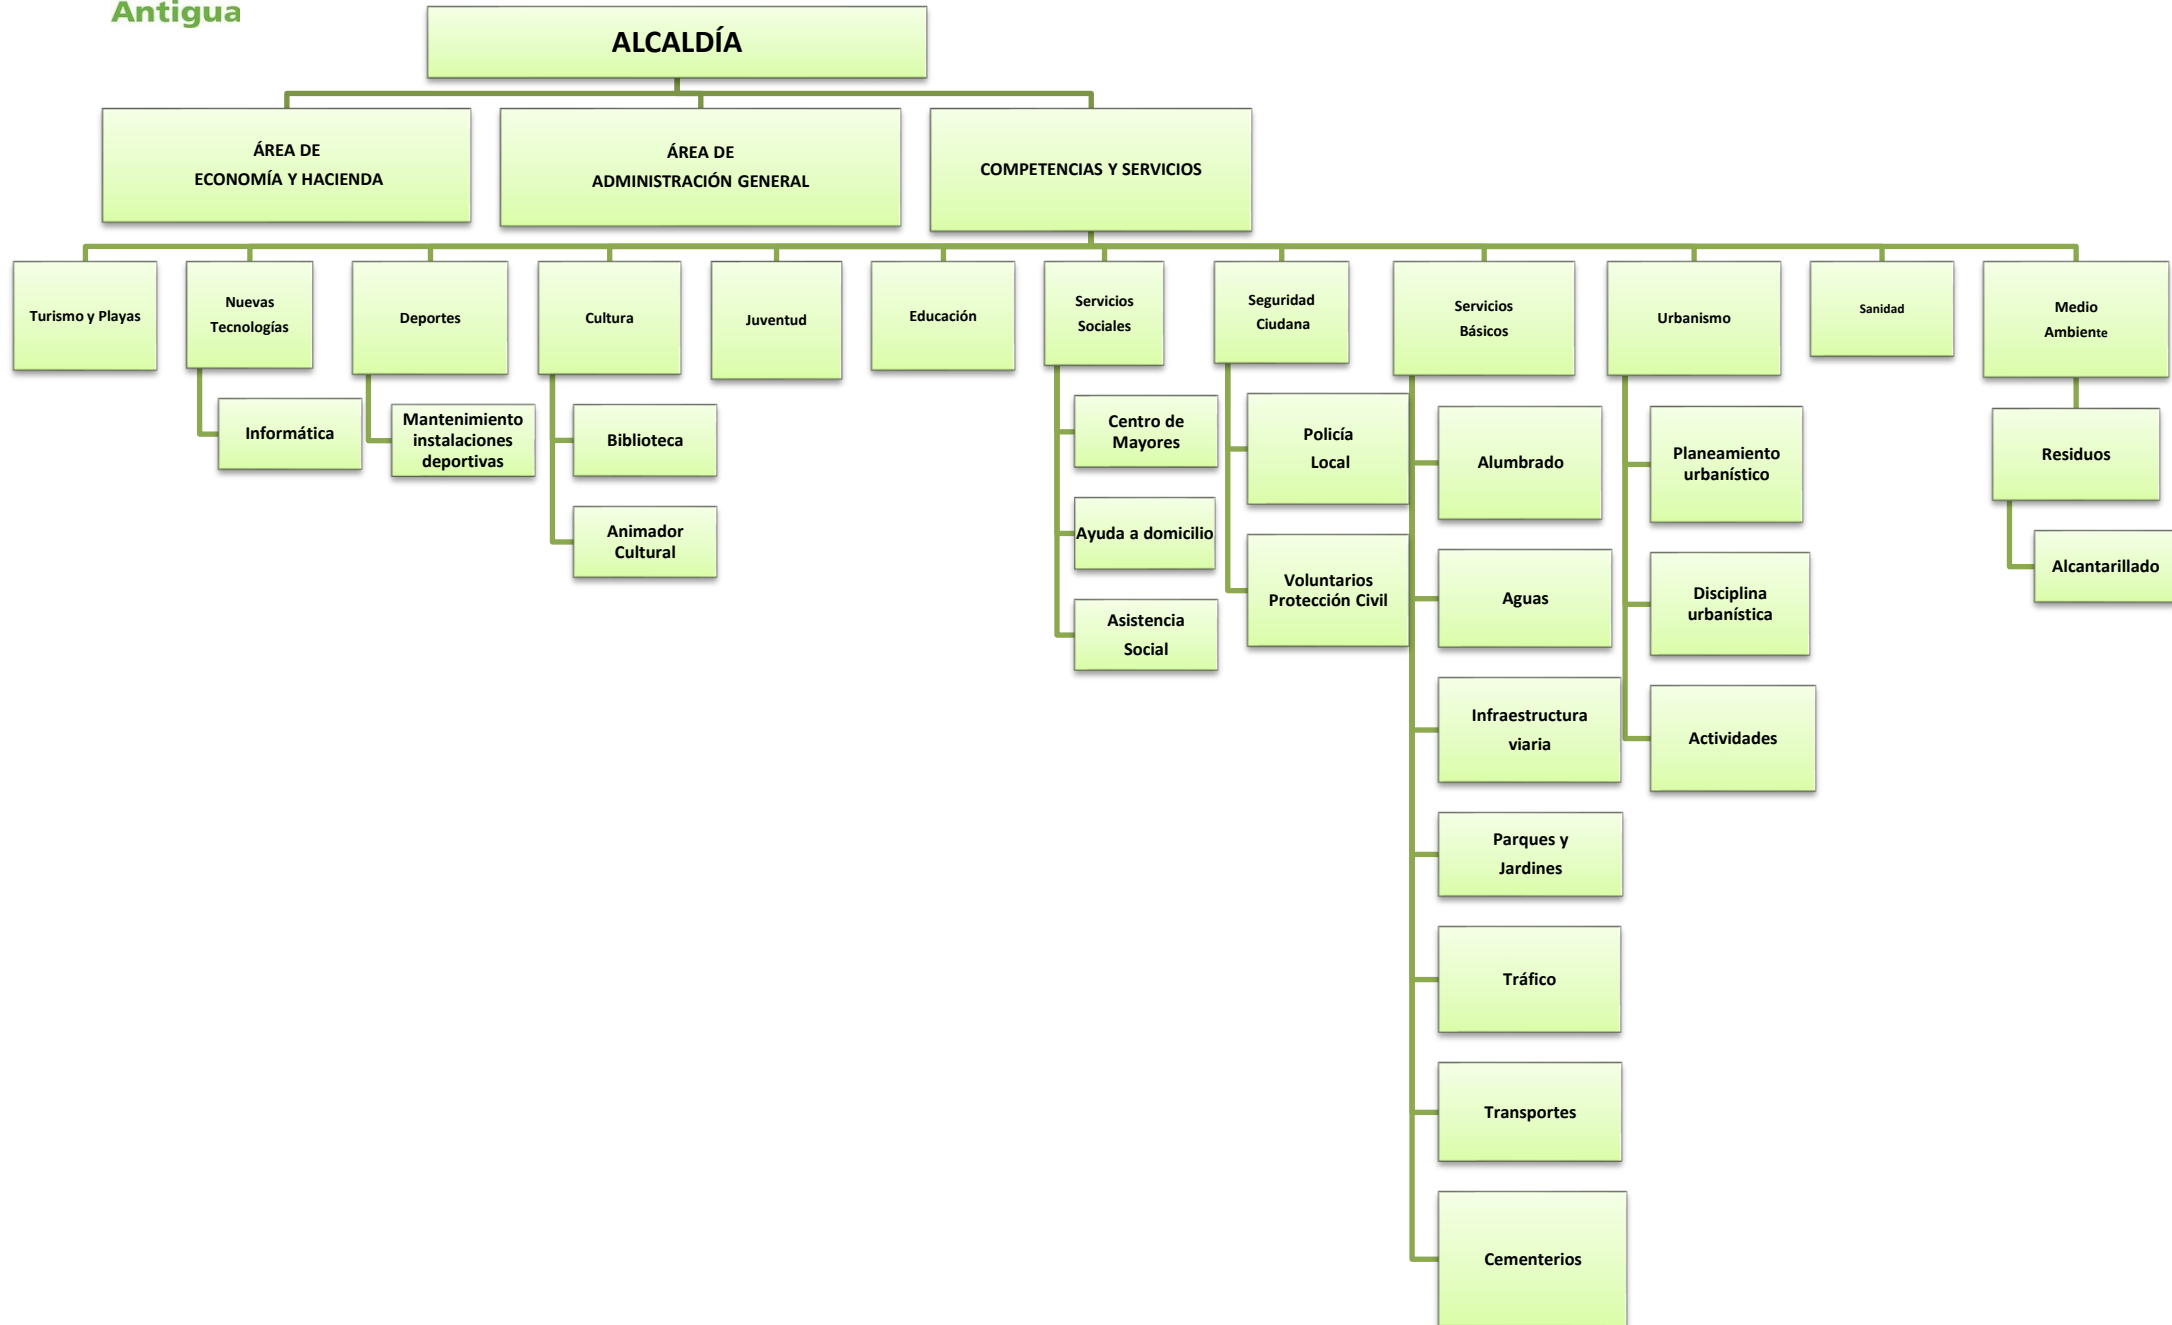 Antigua
ALCALDÍA
ÁREA DE
ECONOMÍA Y HACIENDA
ÁREA DE
ADMINISTRACIÓN GENERAL
COMPETENCIAS Y SERVICIOS
Turismo y Playas
Nuevas
Tecnologías
Informática
Deportes
Mantenimiento
instalaciones
deportivas
Cultura
Biblioteca
Animador
Cultural
Juventud
Educación
Servicios
Sociales
Centro de
Mayores
Ayuda a domicilio
Asistencia
Social
Seguridad
Ciudana
Policía
Local
Voluntarios
Protección Civil
Servicios
Básicos
Alumbrado
Aguas
Infraestructura
viaria
Parques y
Jardines
Tráfico
Transportes
Cementerios
Urbanismo
Planeamiento
urbanístico
Disciplina
urbanística
Actividades
Sanidad
Medio
Ambiente
Residuos
Alcantarillado